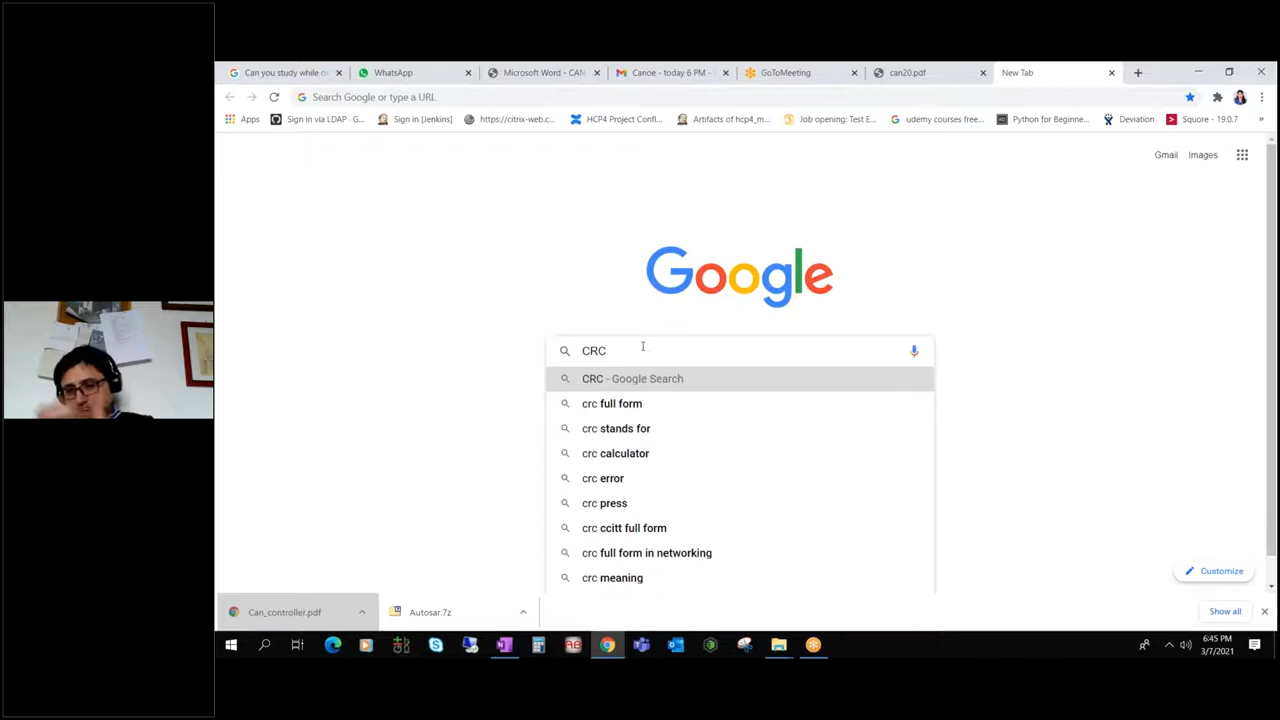 Can you study while o
WhatsApp
Microsoft Word - CAN
Canoe - today 6 PM -
GoToMeeting
can20.pdf
New Tab
Search Google or type a URL
Apps
Sign in via LDAP · G...
Sign in [Jenkins]
https://citrix-web.c...
HCP4 Project Confl...
Artifacts of hcp4_m...
Job opening: Test E...
udemy courses free...
Python for Beginne...
Deviation
Squore - 19.0.7
»
Gmail
Images
Google
CRC
CRC - Google Search
crc full form
crc stands for
crc calculator
crc error
crc press
crc ccitt full form
crc full form in networking
crc meaning
Customize
Can_controller.pdf
Autosar.7z
Show all
6:45 PM
3/7/2021